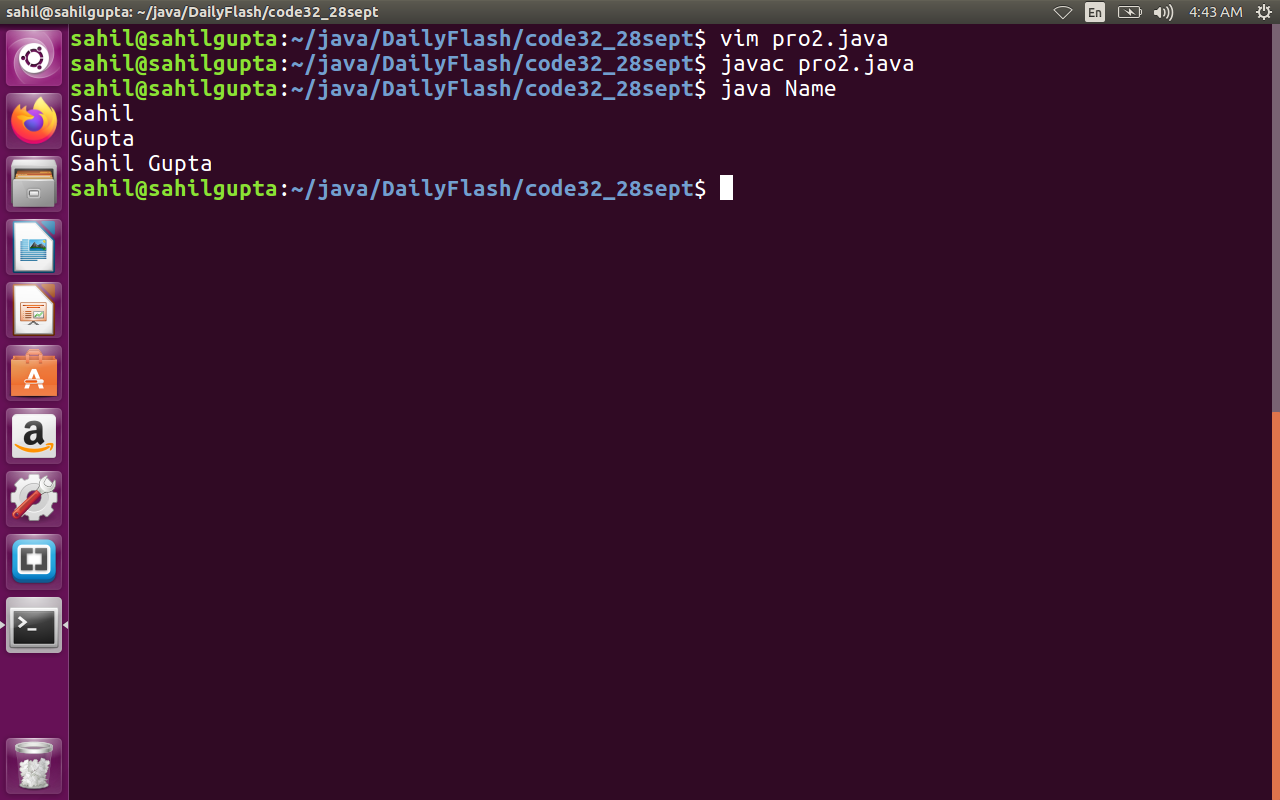 sahil@sahilgupta: ~/java/DailyFlash/code32_28sept En 4:43 AM
sahil@sahilgupta:~/java/DailyFlash/code32_28sept$ vim pro2.java
sahil@sahilgupta:~/java/DailyFlash/code32_28sept$ javac pro2.java
sahil@sahilgupta:~/java/DailyFlash/code32_28sept$ java Name
Sahil
Gupta
Sahil Gupta
sahil@sahilgupta:~/java/DailyFlash/code32_28sept$